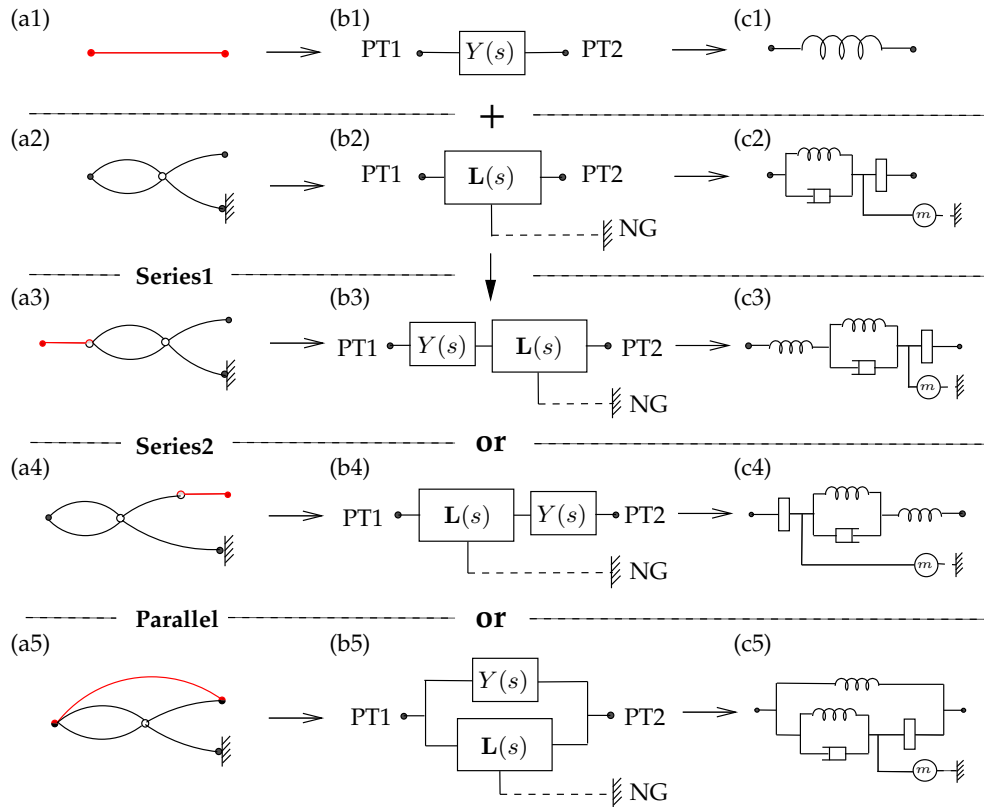 (a1) (b1) (c1)
PT1 Y(s) PT2
+
(a2) (b2) (c2)
PT1 L(s) PT2
m
NG
Series1
(a3) (b3) (c3)
PT1 Y(s) L(s) PT2
m
NG
Series2 or
(a4) (b4) (c4)
PT1 L(s) Y(s) PT2
NG m
Parallel or
(a5) (b5) (c5)
Y(s)
PT1 PT2
L(s)
NG m